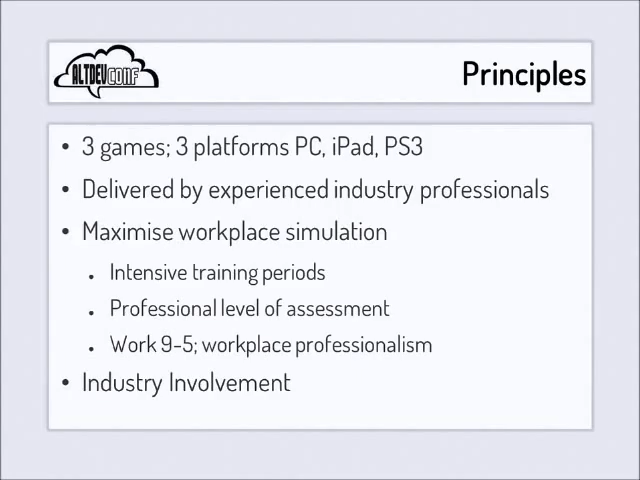 ALTDEVCONF
Principles
• 3 games; 3 platforms PC, iPad, PS3
• Delivered by experienced industry professionals
• Maximise workplace simulation
• Intensive training periods
• Professional level of assessment
• Work 9-5; workplace professionalism
• Industry Involvement